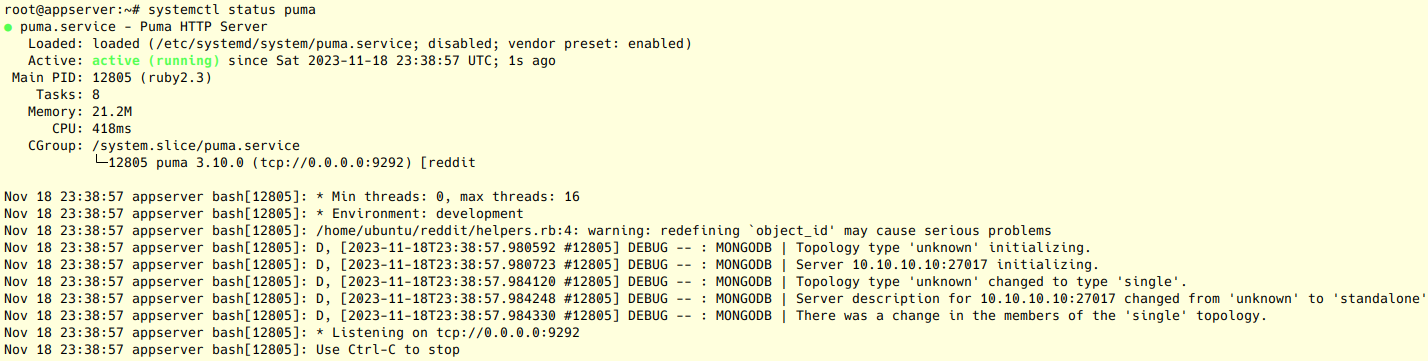 root@appserver:~# systemctl status puma
● puma.service - Puma HTTP Server
   Loaded: loaded (/etc/systemd/system/puma.service; disabled; vendor preset: enabled)
   Active: active (running) since Sat 2023-11-18 23:38:57 UTC; 1s ago
 Main PID: 12805 (ruby2.3)
    Tasks: 8
   Memory: 21.2M
      CPU: 418ms
   CGroup: /system.slice/puma.service
           └─12805 puma 3.10.0 (tcp://0.0.0.0:9292) [reddit
Nov 18 23:38:57 appserver bash[12805]: * Min threads: 0, max threads: 16
Nov 18 23:38:57 appserver bash[12805]: * Environment: development
Nov 18 23:38:57 appserver bash[12805]: /home/ubuntu/reddit/helpers.rb:4: warning: redefining `object_id' may cause serious problems
Nov 18 23:38:57 appserver bash[12805]: D, [2023-11-18T23:38:57.980592 #12805] DEBUG -- : MONGODB | Topology type 'unknown' initializing.
Nov 18 23:38:57 appserver bash[12805]: D, [2023-11-18T23:38:57.980723 #12805] DEBUG -- : MONGODB | Server 10.10.10.10:27017 initializing.
Nov 18 23:38:57 appserver bash[12805]: D, [2023-11-18T23:38:57.984120 #12805] DEBUG -- : MONGODB | Topology type 'unknown' changed to type 'single'.
Nov 18 23:38:57 appserver bash[12805]: D, [2023-11-18T23:38:57.984248 #12805] DEBUG -- : MONGODB | Server description for 10.10.10.10:27017 changed from 'unknown' to 'standalone'
Nov 18 23:38:57 appserver bash[12805]: D, [2023-11-18T23:38:57.984330 #12805] DEBUG -- : MONGODB | There was a change in the members of the 'single' topology.
Nov 18 23:38:57 appserver bash[12805]: * Listening on tcp://0.0.0.0:9292
Nov 18 23:38:57 appserver bash[12805]: Use Ctrl-C to stop